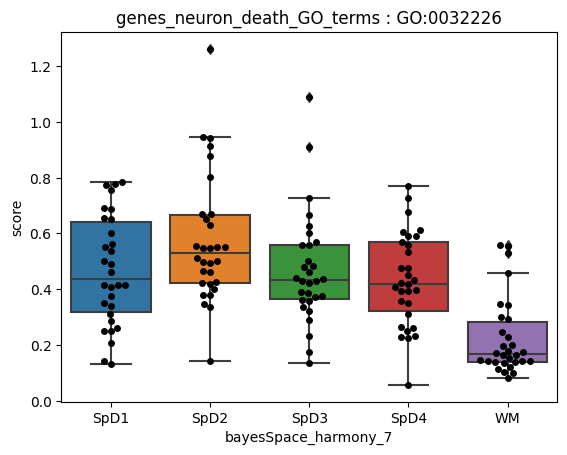 genes_neuron_death_GO_terms : GO:0032226
score
1.2
1.0
0.8
0.6
0.4
0.2
0.0
SpD1 SpD2 SpD3 SpD4 WM
bayesSpace_harmony_7